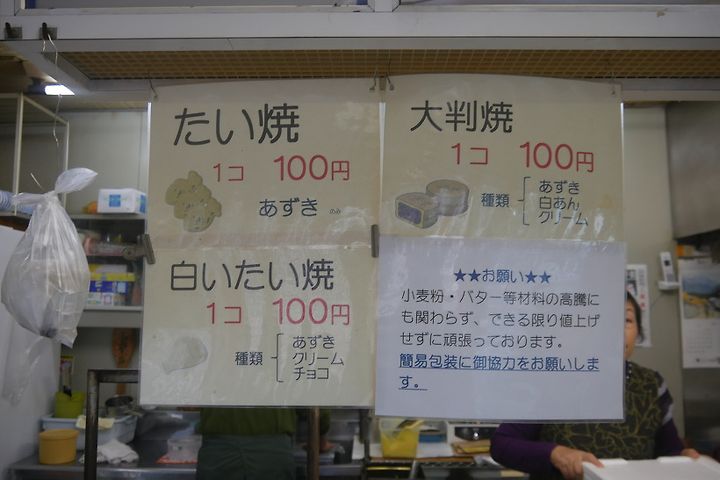 たい焼
1コ 100円
あずき のみ
大判焼
1コ 100円
種類
あずき
白あん
クリーム
白いたい焼
1コ 100円
種類
あずき
クリーム
チョコ
★★お願い★★
小麦粉・バター等材料の高騰に
も関わらず、できる限り値上げ
せずに頑張っております。
簡易包装に御協力をお願いしま
す。